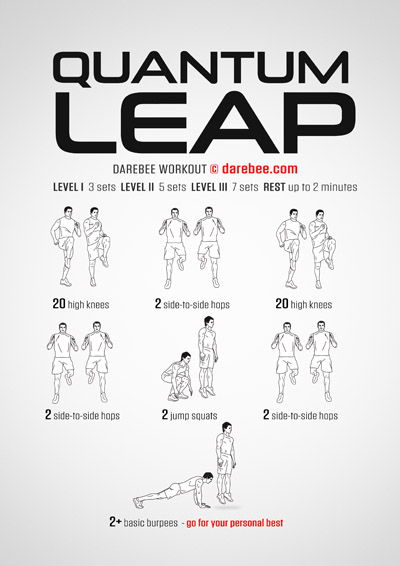 QUANTUM
LEAP
DAREBEE WORKOUT © darebee.com
LEVEL I 3 sets LEVEL II 5 sets LEVEL III 7 sets REST up to 2 minutes
20 high knees
2 side-to-side hops
20 high knees
2 side-to-side hops
2 jump squats
2 side-to-side hops
2+ basic burpees - go for your personal best